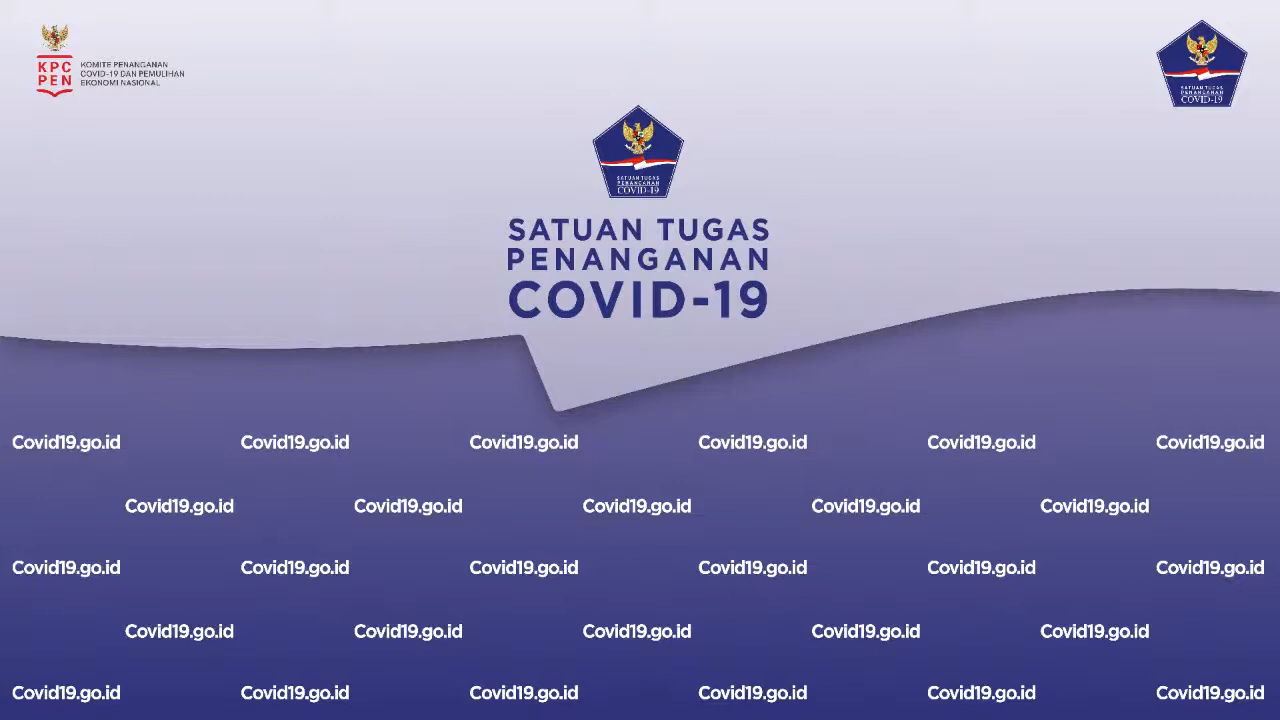 KPC
PEN
KOMITE PENANGANAN
COVID-19 DAN PEMULIHAN
EKONOMI NASIONAL
SATUAN TUGAS
PENANGANAN
COVID-19
SATUAN TUGAS
PENANGANAN
COVID-19
SATUAN TUGAS
PENANGANAN
COVID-19
Covid19.go.id Covid19.go.id Covid19.go.id Covid19.go.id Covid19.go.id Covid19.go.id
Covid19.go.id Covid19.go.id Covid19.go.id Covid19.go.id Covid19.go.id
Covid19.go.id Covid19.go.id Covid19.go.id Covid19.go.id Covid19.go.id Covid19.go.id
Covid19.go.id Covid19.go.id Covid19.go.id Covid19.go.id Covid19.go.id
Covid19.go.id Covid19.go.id Covid19.go.id Covid19.go.id Covid19.go.id Covid19.go.id